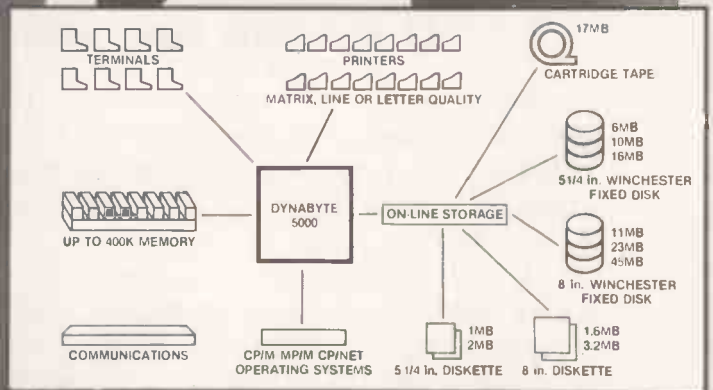 TERMINALS
PRINTERS
MATRIX, LINE OR LETTER QUALITY
17MB
CARTRIDGE TAPE
6MB
10MB
16MB
5 1/4 in. WINCHESTER
FIXED DISK
UP TO 400K MEMORY
DYNABYTE
5000
ON-LINE STORAGE
11MB
23MB
45MB
8 in. WINCHESTER
FIXED DISK
COMMUNICATIONS
CP/M MP/M CP/NET
OPERATING SYSTEMS
1MB
2MB
5 1/4 in. DISKETTE
1.6MB
3.2MB
8 in. DISKETTE